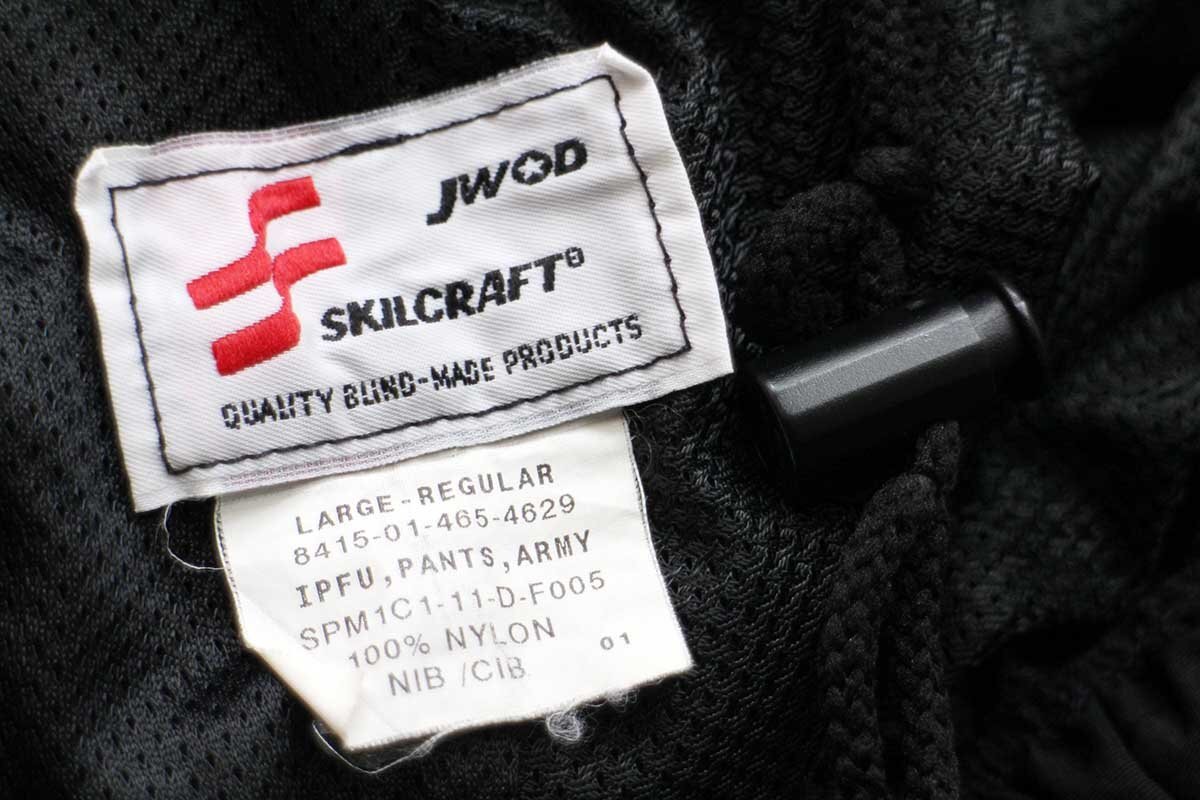 JWOD
SKILCRAFT®
QUALITY BLIND-MADE PRODUCTS
LARGE-REGULAR
8415-01-465-4629
IPFU, PANTS, ARMY
SPM1C1-11-D-F005
100% NYLON
01
NIB /CIB